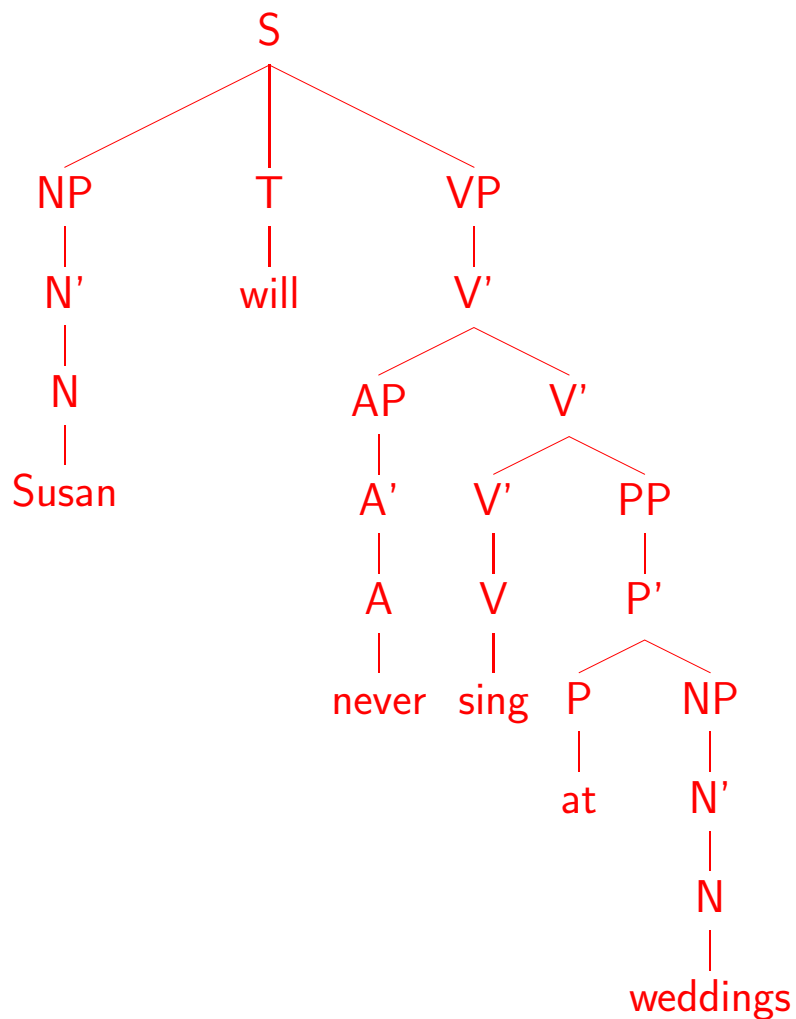 S
NP T VP
N' will V'
N AP V'
Susan A' V' PP
A V P'
never sing P NP
at N'
N
weddings